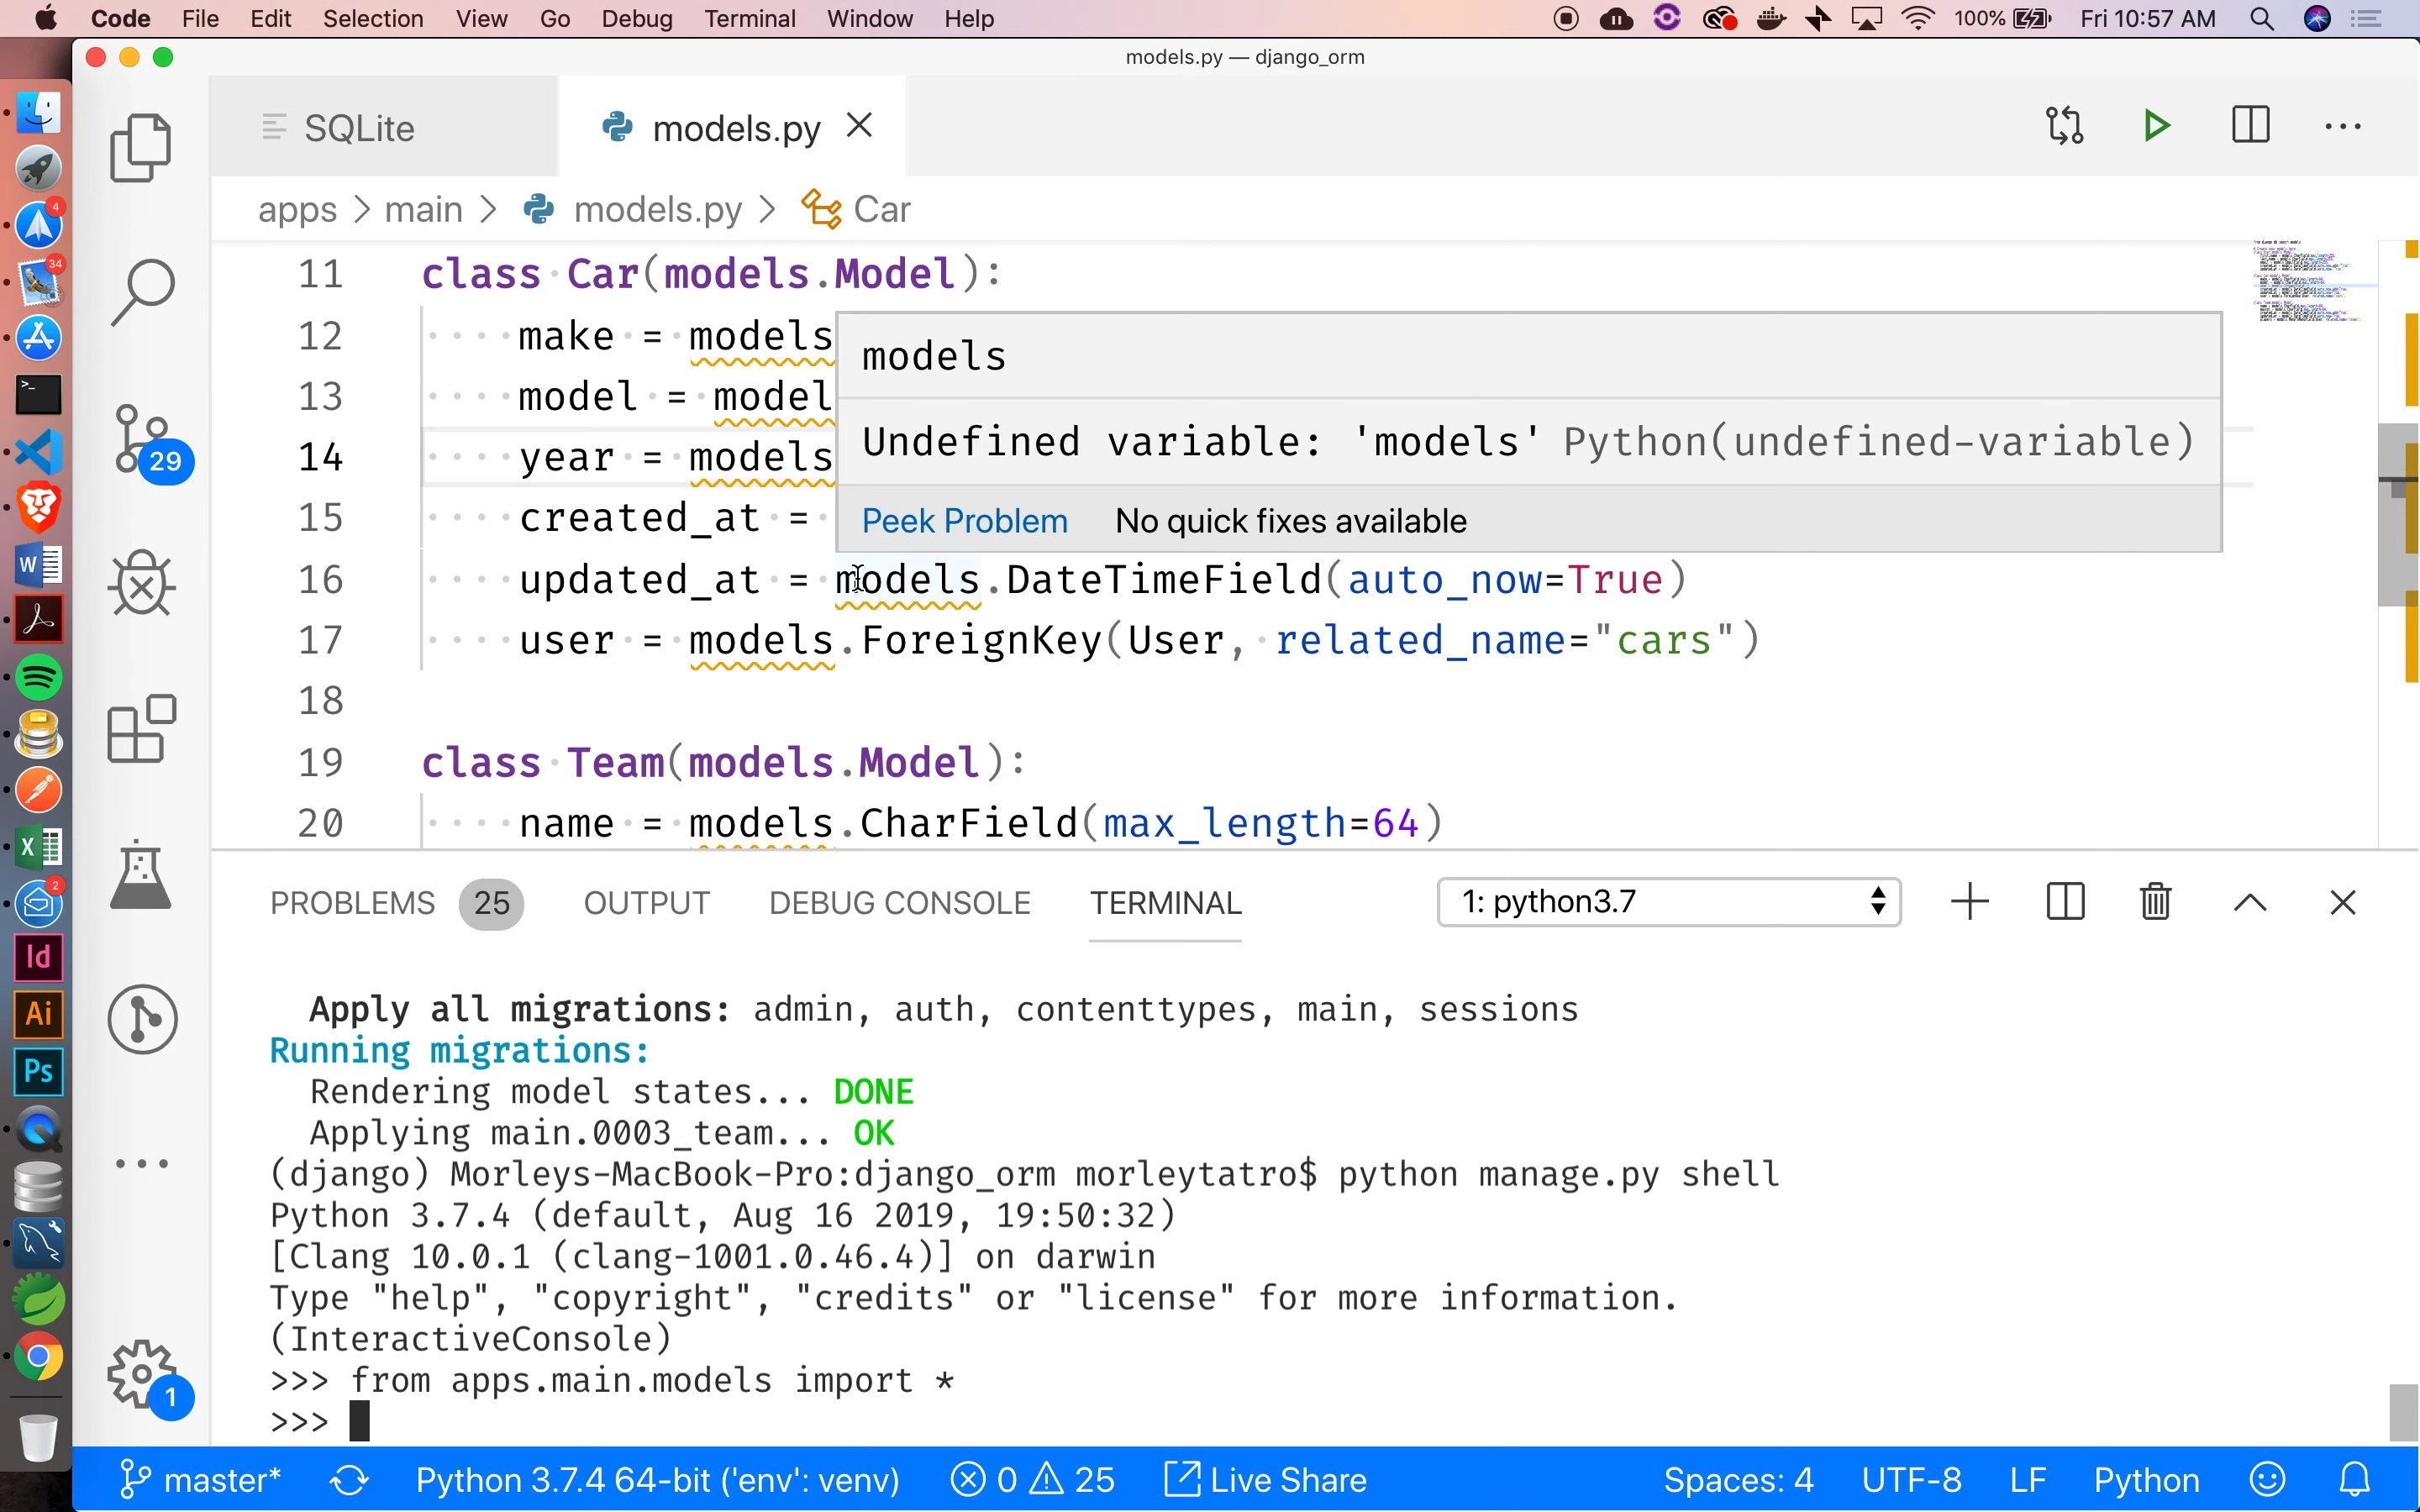 Code File Edit Selection View Go Debug Terminal Window Help 100% Fri 10:57 AM
models.py — django_orm
4
34
SQLite models.py
apps > main > models.py > Car
11 class Car(models.Model):
12 make = models
13 model = model
14 year = models
15 created_at =
16 updated_at = models.DateTimeField(auto_now=True)
17 user = models.ForeignKey(User, related_name="cars")
18
19 class Team(models.Model):
20 name = models.CharField(max_length=64)
models
Undefined variable: 'models' Python(undefined-variable)
Peek Problem No quick fixes available
29
W
X
2
Id
Ai
Ps
1
PROBLEMS 25 OUTPUT DEBUG CONSOLE TERMINAL 1: python3.7
Apply all migrations: admin, auth, contenttypes, main, sessions
Running migrations:
Rendering model states... DONE
Applying main.0003_team... OK
(django) Morleys-MacBook-Pro:django_orm morleytatro$ python manage.py shell
Python 3.7.4 (default, Aug 16 2019, 19:50:32)
[Clang 10.0.1 (clang-1001.0.46.4)] on darwin
Type "help", "copyright", "credits" or "license" for more information.
(InteractiveConsole)
>>> from apps.main.models import *
>>>
master* Python 3.7.4 64-bit ('env': venv) 0 25 Live Share Spaces: 4 UTF-8 LF Python